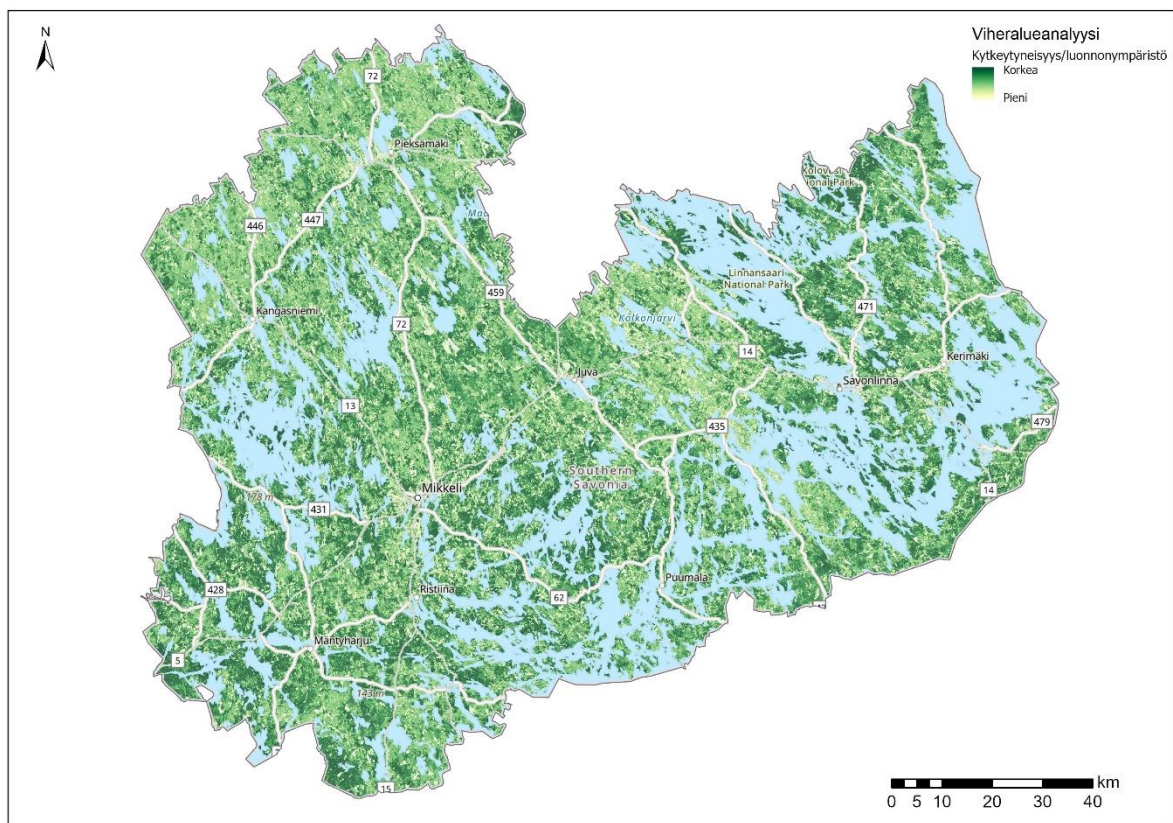 N
Viheralueanalyysi
Kytkeytyneisyys/luonnonympäristö
Korkea
Pieni
72
Pieksämäki
446
447
459
Kangasniemi
72
13
Juva
Kolkonjärvi
Linnansaari
National Park
14
471
Savonlinna
Kerimäki
479
14
435
Southern
Savonia
Mikkeli
178 m
431
428
Ristiina
62
Puumala
5
Mäntyharju
143 m
15
km
0 5 10 20 30 40